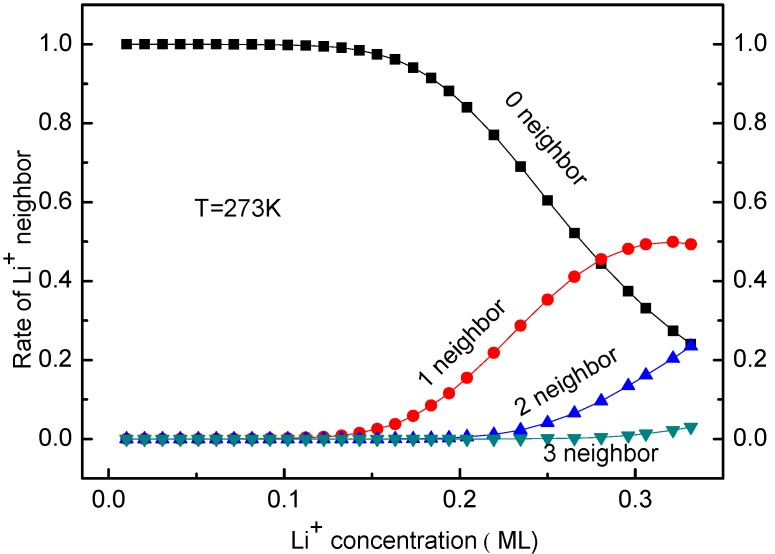 1.0
0.8
0.6
0.4
0.2
0.0
1.0
0.8
0.6
0.4
0.2
0.0
Rate of Li⁺ neighbor
T=273K
0 neighbor
1 neighbor
2 neighbor
3 neighbor
0.0 0.1 0.2 0.3
Li⁺ concentration ( ML)